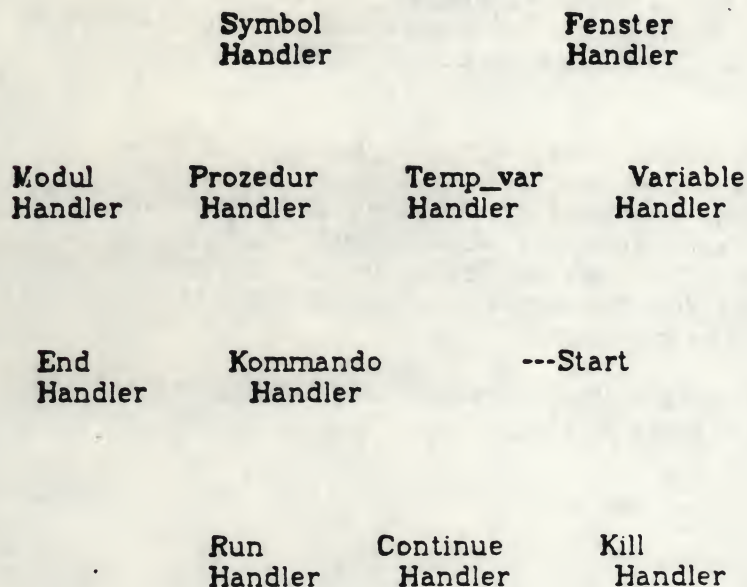 Symbol Fenster
Handler Handler
Modul Prozedur Temp_var Variable
Handler Handler Handler Handler
End Kommando ---Start
Handler Handler
Run Continue Kill
Handler Handler Handler